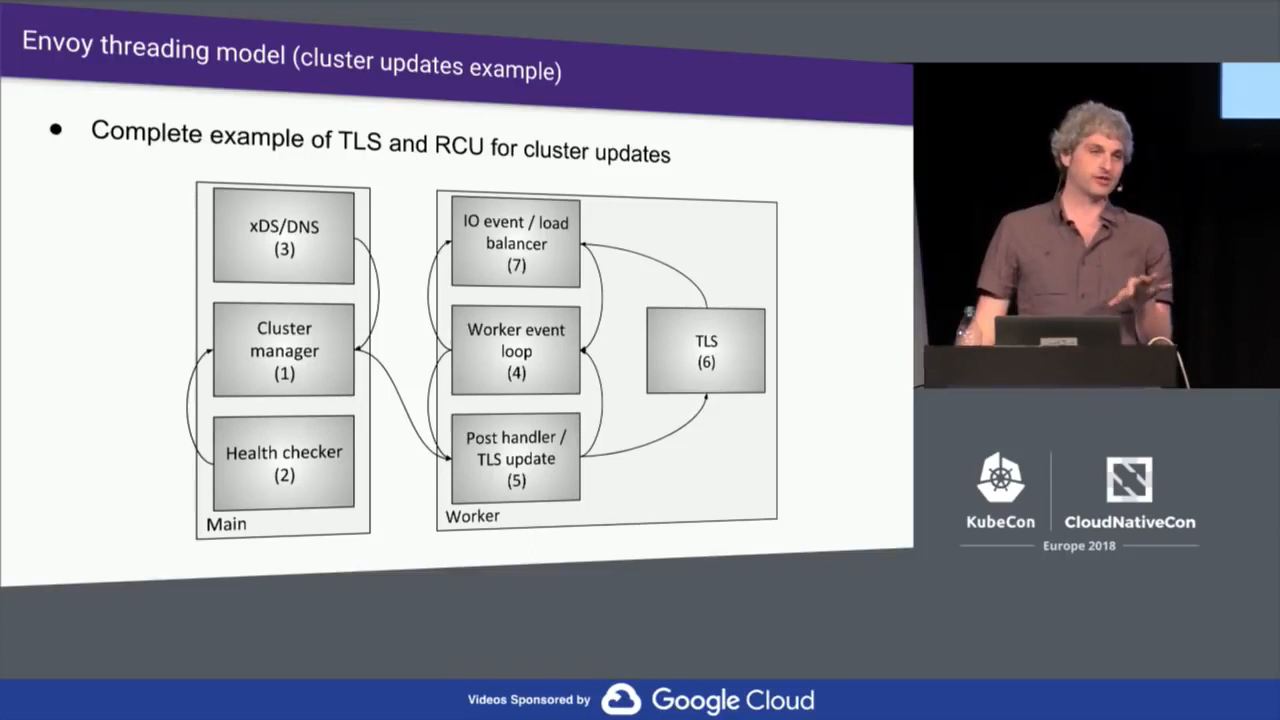 Envoy threading model (cluster updates example)
● Complete example of TLS and RCU for cluster updates
xDS/DNS
(3)
Cluster
manager
(1)
Health checker
(2)
Main
IO event / load
balancer
(7)
Worker event
loop
(4)
Post handler /
TLS update
(5)
Worker
TLS
(6)
KubeCon
CloudNativeCon
Europe 2018
Videos Sponsored by Google Cloud